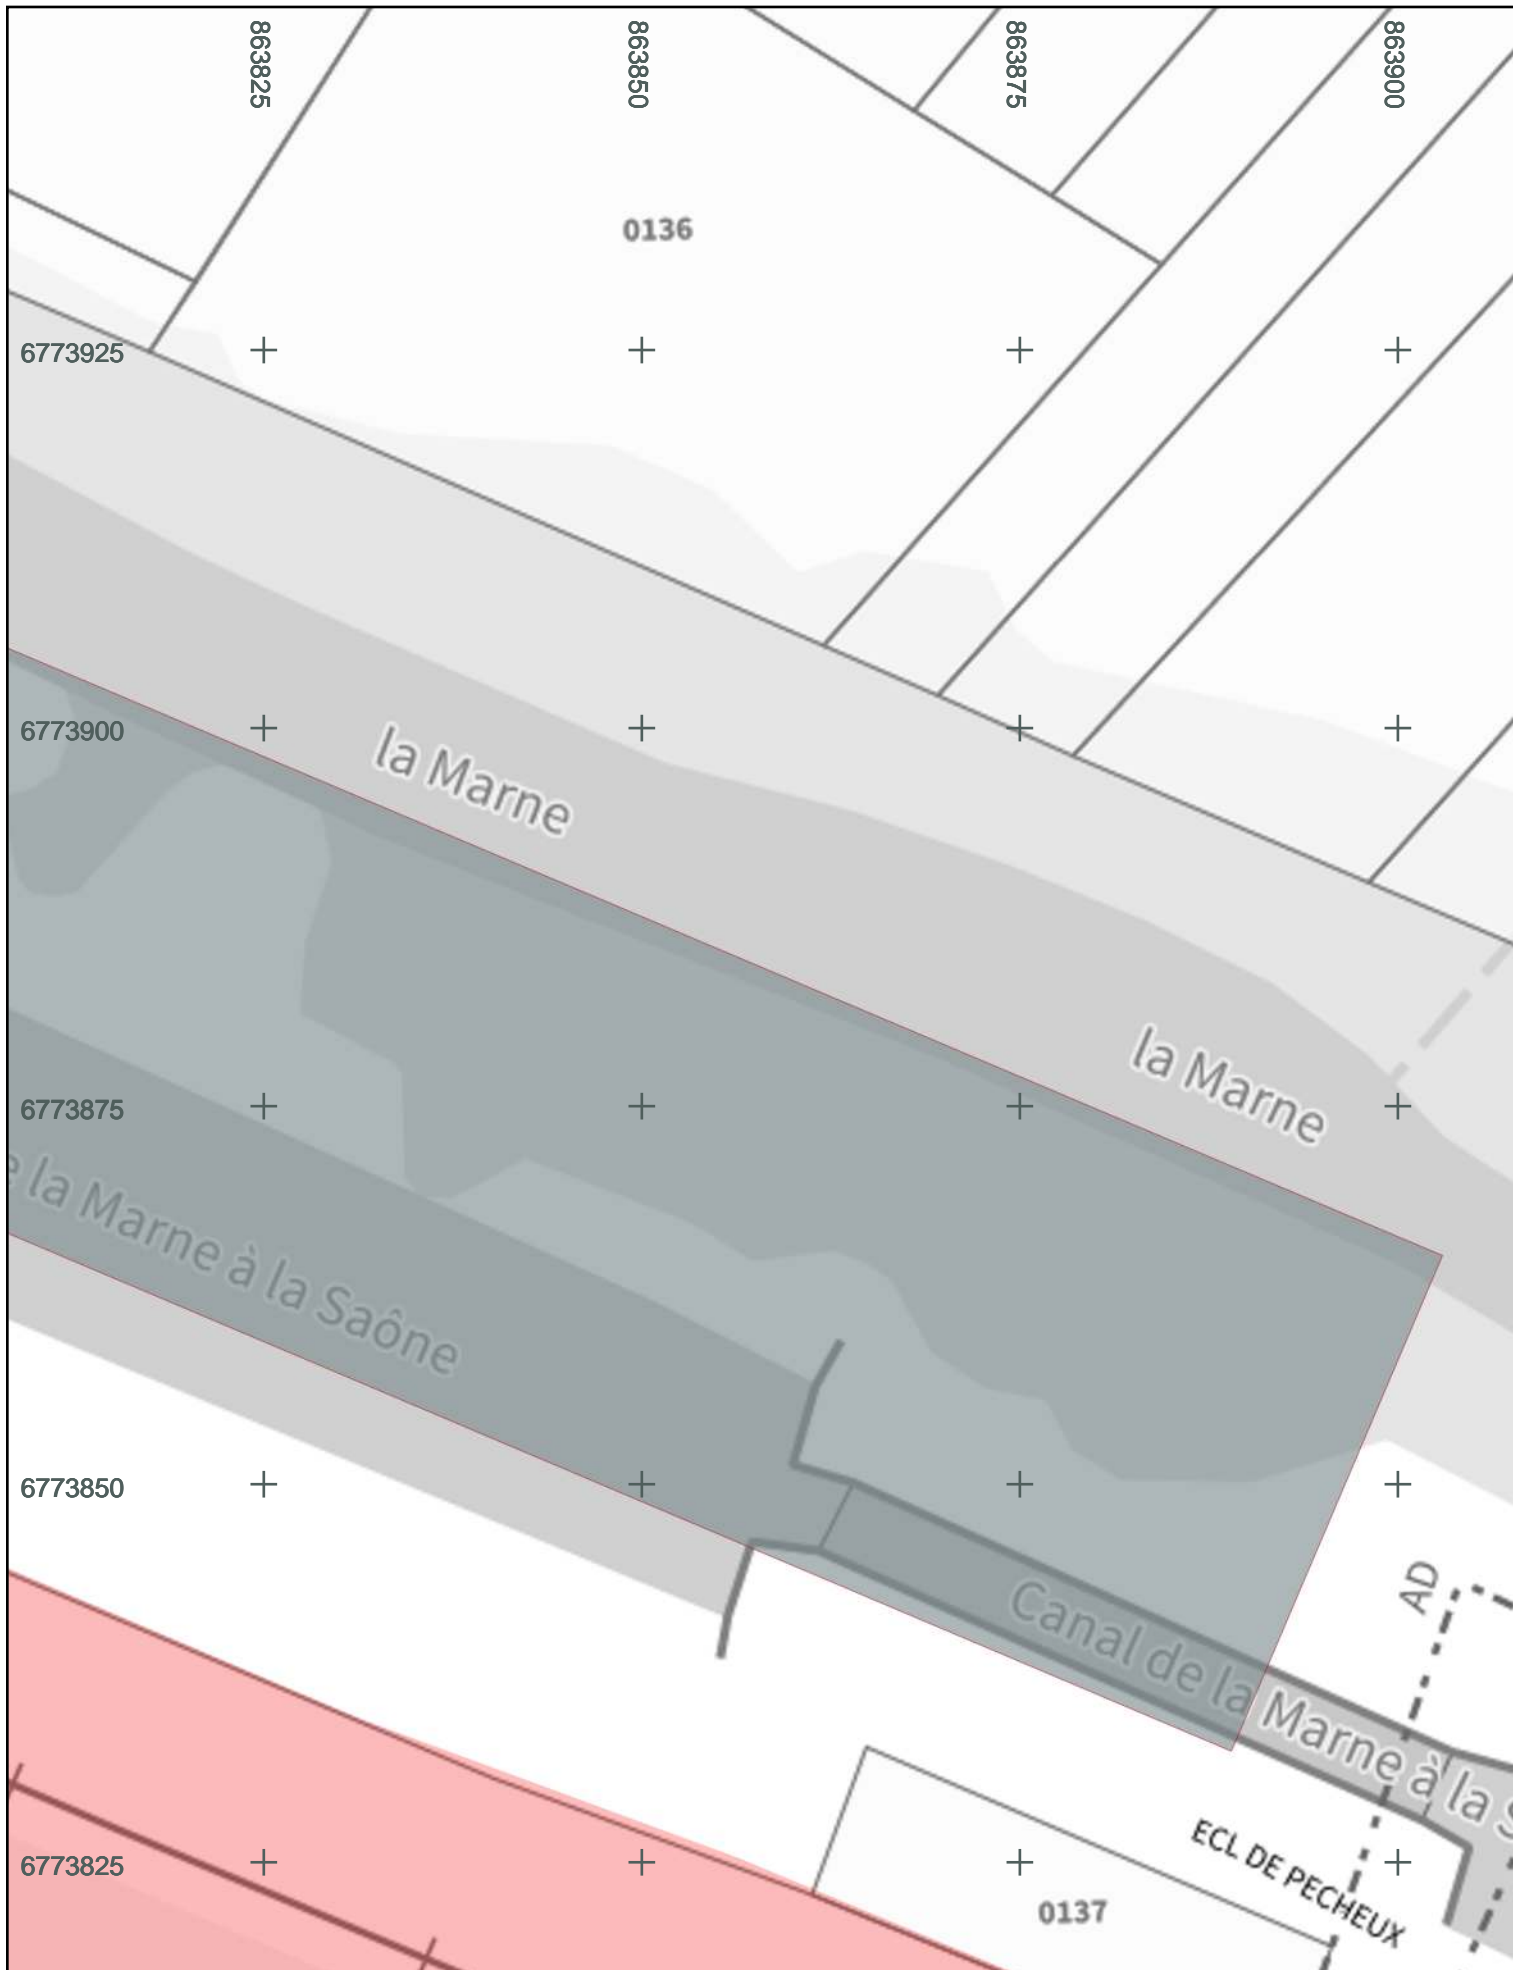 863825
863850
863875
863900
0136
6773925
6773900
la Marne
la Marne
6773875
e la Marne à la Saône
6773850
AD
Canal de la Marne à la S
ECL DE PECHEUX
6773825
0137